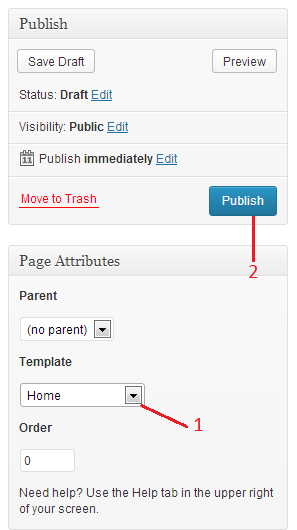 Publish
Save Draft Preview
Status: Draft Edit
Visibility: Public Edit
11 Publish immediately Edit
Move to Trash Publish
2
Page Attributes
Parent
(no parent)
Template
Home
1
Order
0
Need help? Use the Help tab in the upper right
of your screen.